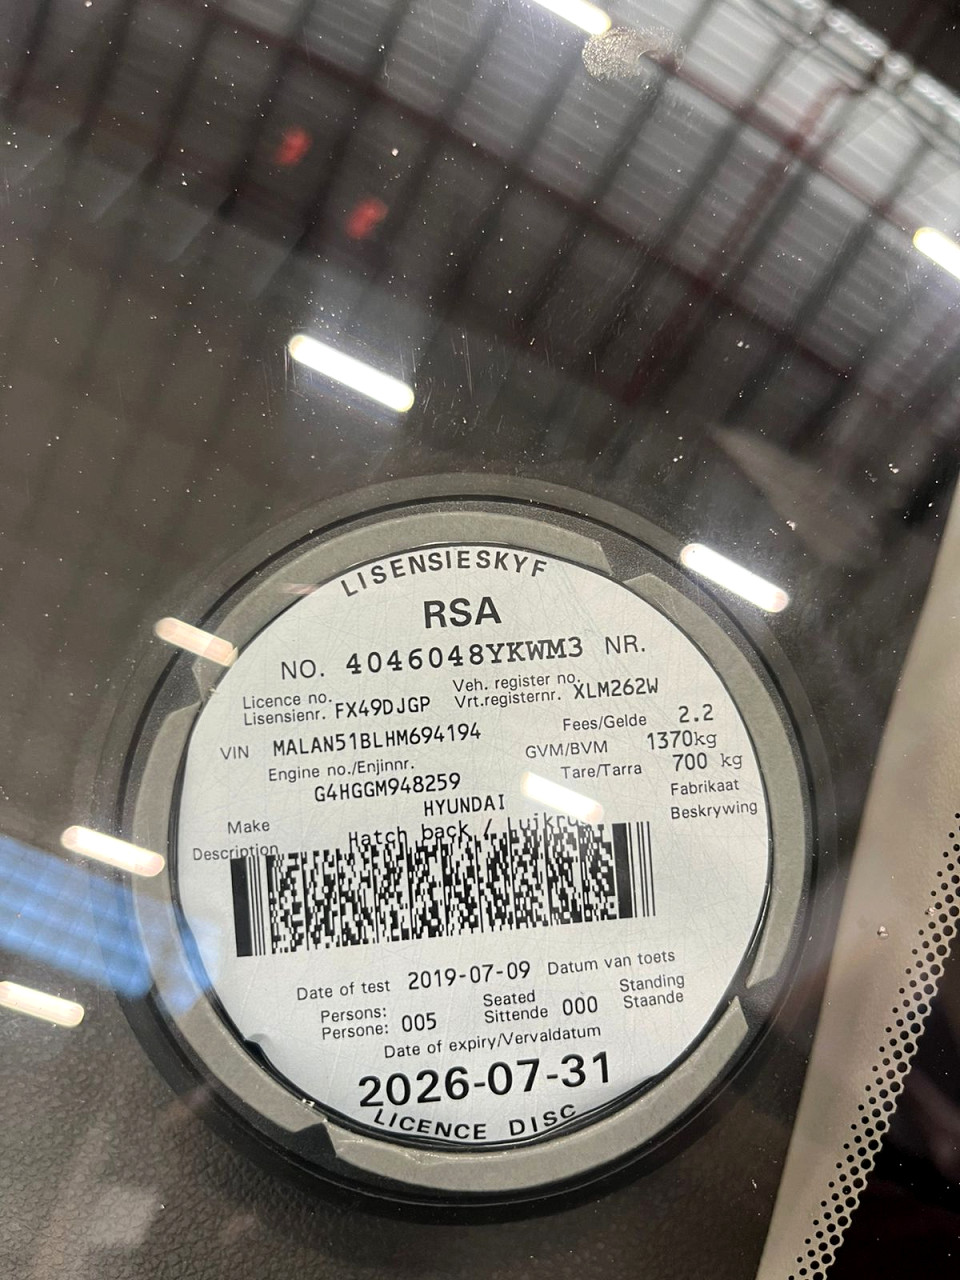 LISENSIESKYF
RSA
NO. 4046048YKWM3 NR.
Licence no. Veh. register no.
Lisensienr. FX49DJGP Vrt.registernr. XLM262W
VIN MALAN51BLHM694194 Fees/Gelde 2.2
Engine no./Enjinnr. GVM/BVM 1370kg
G4HGGM948259 Tare/Tarra 700 kg
Make HYUNDAI Fabrikaat
Description Hatch back / Luikrug Beskrywing
Date of test 2019-07-09 Datum van toets
Persons: Seated Standing
Persone: 005 Sittende 000 Staande
Date of expiry/Vervaldatum
2026-07-31
LICENCE DISC